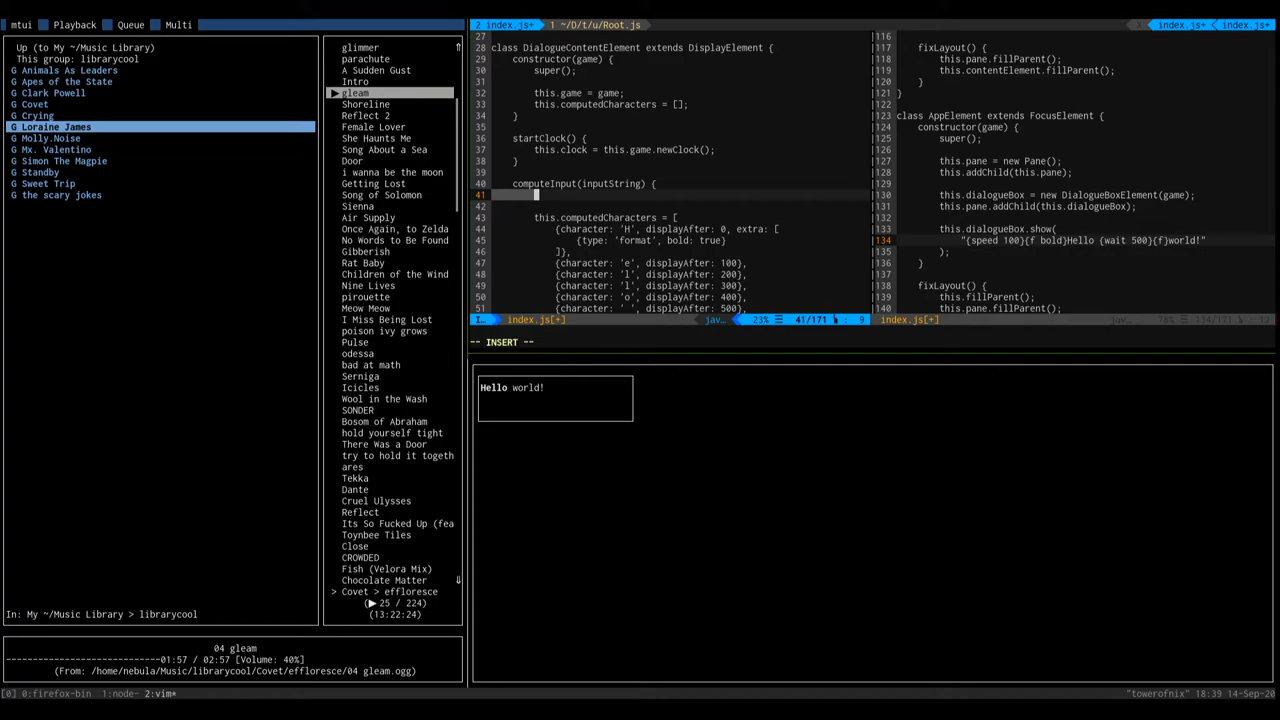 mtui Playback Queue Multi
Up (to My ~/Music Library)
This group: librarycool
G Animals As Leaders
G Apes of the State
G Clark Powell
G Covet
G Crying
G Loraine James
G Molly.Noise
G Mx. Valentino
G Simon The Magpie
G Standby
G Sweet Trip
G the scary jokes
In: My ~/Music Library > librarycool
glimmer
parachute
A Sudden Gust
Intro
▶ gleam
Shoreline
Reflect 2
Female Lover
She Haunts Me
Song About a Sea
Door
i wanna be the moon
Getting Lost
Song of Solomon
Sienna
Air Supply
Once Again, to Zelda
No Words to Be Found
Gibberish
Rat Baby
Children of the Wind
Nine Lives
pirouette
Meow Meow
I Miss Being Lost
poison ivy grows
Pulse
odessa
bad at math
Serniga
Icicles
Wool in the Wash
SONDER
Bosom of Abraham
hold yourself tight
There Was a Door
try to hold it togeth
ares
Tekka
Dante
Cruel Ulysses
Reflect
Its So Fucked Up (fea
Toynbee Tiles
Close
CROWDED
Fish (Velora Mix)
Chocolate Matter
> Covet > effloresce
(▶ 25 / 224)
(13:22:24)
04 gleam
-----------------------------01:57 / 02:57 [Volume: 40%]
(From: /home/nebula/Music/librarycool/Covet/effloresce/04 gleam.ogg)
2 index.js+ 1 ~/D/t/u/Root.js
27
28 class DialogueContentElement extends DisplayElement {
29 constructor(game) {
30 super();
31
32 this.game = game;
33 this.computedCharacters = [];
34 }
35
36 startClock() {
37 this.clock = this.game.newClock();
38 }
39
40 computeInput(inputString) {
41
42
43 this.computedCharacters = [
44 {character: 'H', displayAfter: 0, extra: [
45 {type: 'format', bold: true}
46 ]},
47 {character: 'e', displayAfter: 100},
48 {character: 'l', displayAfter: 200},
49 {character: 'l', displayAfter: 300},
50 {character: 'o', displayAfter: 400},
51 {character: ' ', displayAfter: 500},
I… index.js[+] jav… 23% ☰ 41/171 : 9
index.js+ index.js+
116
117 fixLayout() {
118 this.pane.fillParent();
119 this.contentElement.fillParent();
120 }
121 }
122
123 class AppElement extends FocusElement {
124 constructor(game) {
125 super();
126
127 this.pane = new Pane();
128 this.addChild(this.pane);
129
130 this.dialogueBox = new DialogueBoxElement(game);
131 this.pane.addChild(this.dialogueBox);
132
133 this.dialogueBox.show(
134 "{speed 100}{f bold}Hello {wait 500}{f}world!"
135 );
136 }
137
138 fixLayout() {
139 this.fillParent();
140 this.pane.fillParent();
index.js[+] jav… 78% ☰ 134/171 : 12
-- INSERT --
Hello world!
[0] 0:firefox-bin 1:node- 2:vim* "towerofnix" 18:39 14-Sep-20